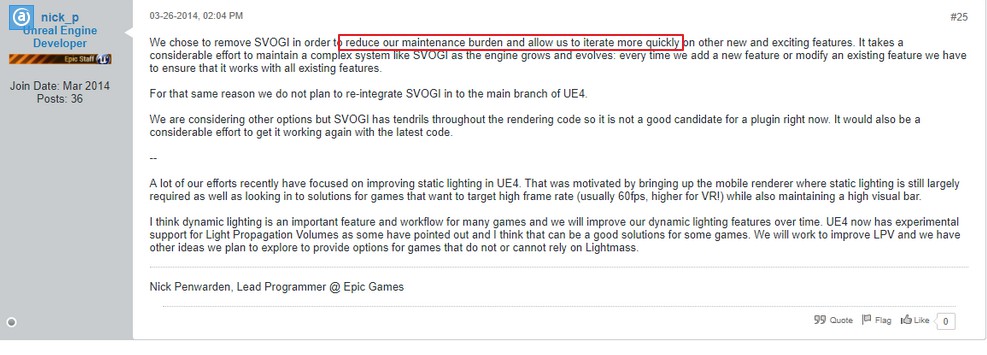 nick_p
Unreal Engine
Developer
Epic Staff
Join Date: Mar 2014
Posts: 36
03-26-2014, 02:04 PM
#25
We chose to remove SVOGI in order to reduce our maintenance burden and allow us to iterate more quickly on other new and exciting features. It takes a
considerable effort to maintain a complex system like SVOGI as the engine grows and evolves: every time we add a new feature or modify an existing feature we have
to ensure that it works with all existing features.
For that same reason we do not plan to re-integrate SVOGI in to the main branch of UE4.
We are considering other options but SVOGI has tendrils throughout the rendering code so it is not a good candidate for a plugin right now. It would also be a
considerable effort to get it working again with the latest code.
--
A lot of our efforts recently have focused on improving static lighting in UE4. That was motivated by bringing up the mobile renderer where static lighting is still largely
required as well as looking in to solutions for games that want to target high frame rate (usually 60fps, higher for VR!) while also maintaining a high visual bar.
I think dynamic lighting is an important feature and workflow for many games and we will improve our dynamic lighting features over time. UE4 now has experimental
support for Light Propagation Volumes as some have pointed out and I think that can be a good solutions for some games. We will work to improve LPV and we have
other ideas we plan to explore to provide options for games that do not or cannot rely on Lightmass.
Nick Penwarden, Lead Programmer @ Epic Games
Quote Flag Like 0